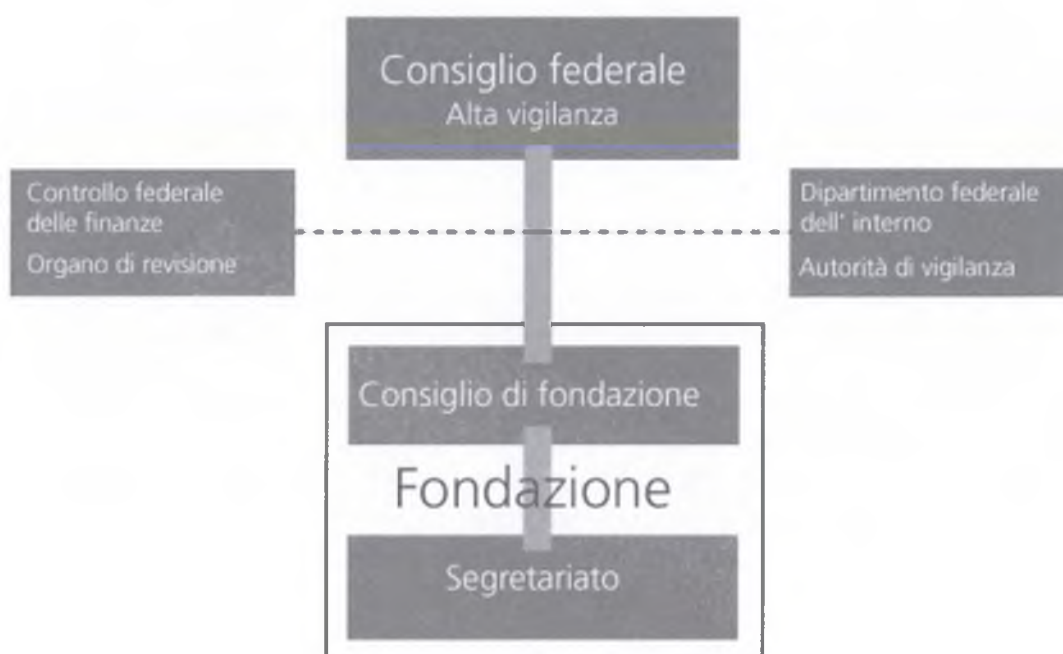 Consiglio federale
Alta vigilanza
Controllo federale
delle finanze
Organo di revisione
Dipartimento federale
dell' interno
Autorità di vigilanza
Consiglio di fondazione
Fondazione
Segretariato